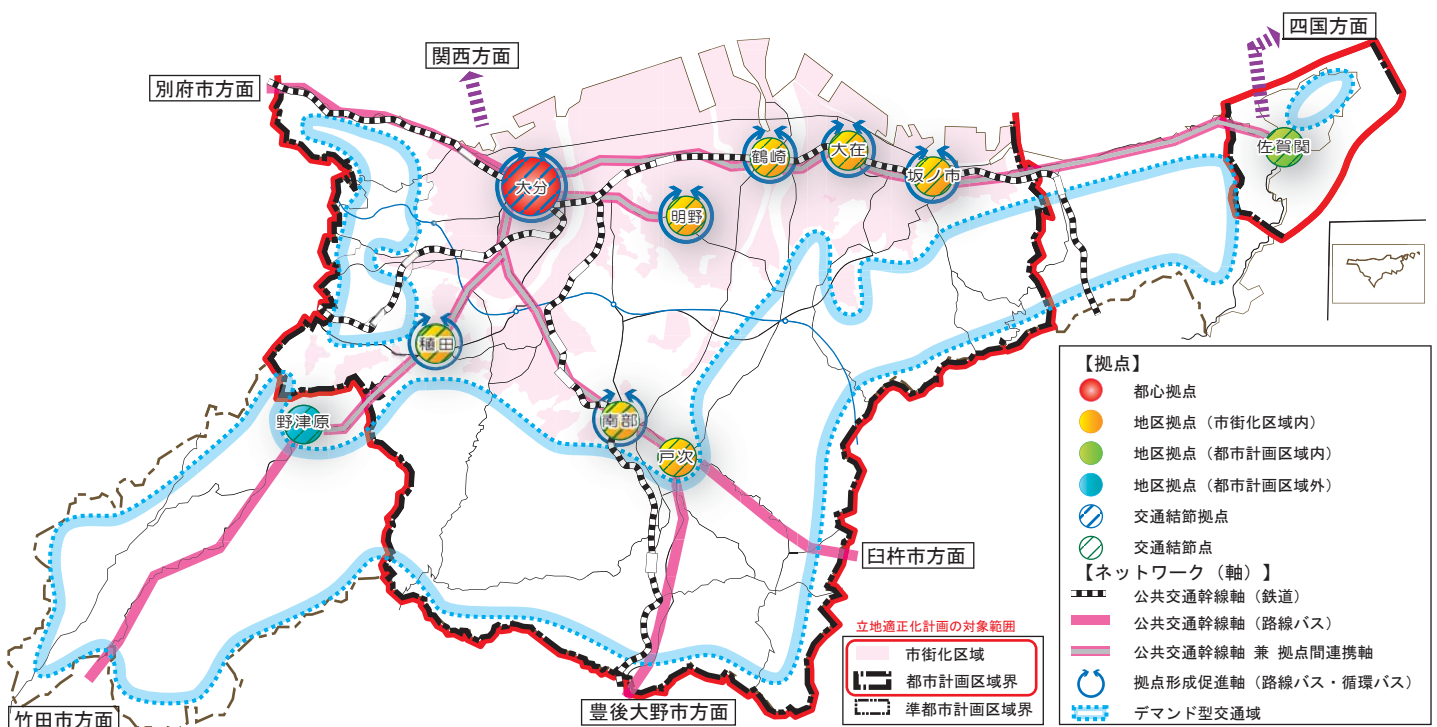 四国方面
関西方面
別府市方面
鶴崎
大在
佐賀関
坂ノ市
大分
明野
稙田
野津原
南部
戸次
臼杵市方面
豊後大野市方面
竹田市方面
【拠点】
都心拠点
地区拠点（市街化区域内）
地区拠点（都市計画区域内）
地区拠点（都市計画区域外）
交通結節拠点
交通結節点
【ネットワーク（軸）】
公共交通幹線軸（鉄道）
公共交通幹線軸（路線バス）
公共交通幹線軸 兼 拠点間連携軸
拠点形成促進軸（路線バス・循環バス）
デマンド型交通域
立地適正化計画の対象範囲
市街化区域
都市計画区域界
準都市計画区域界